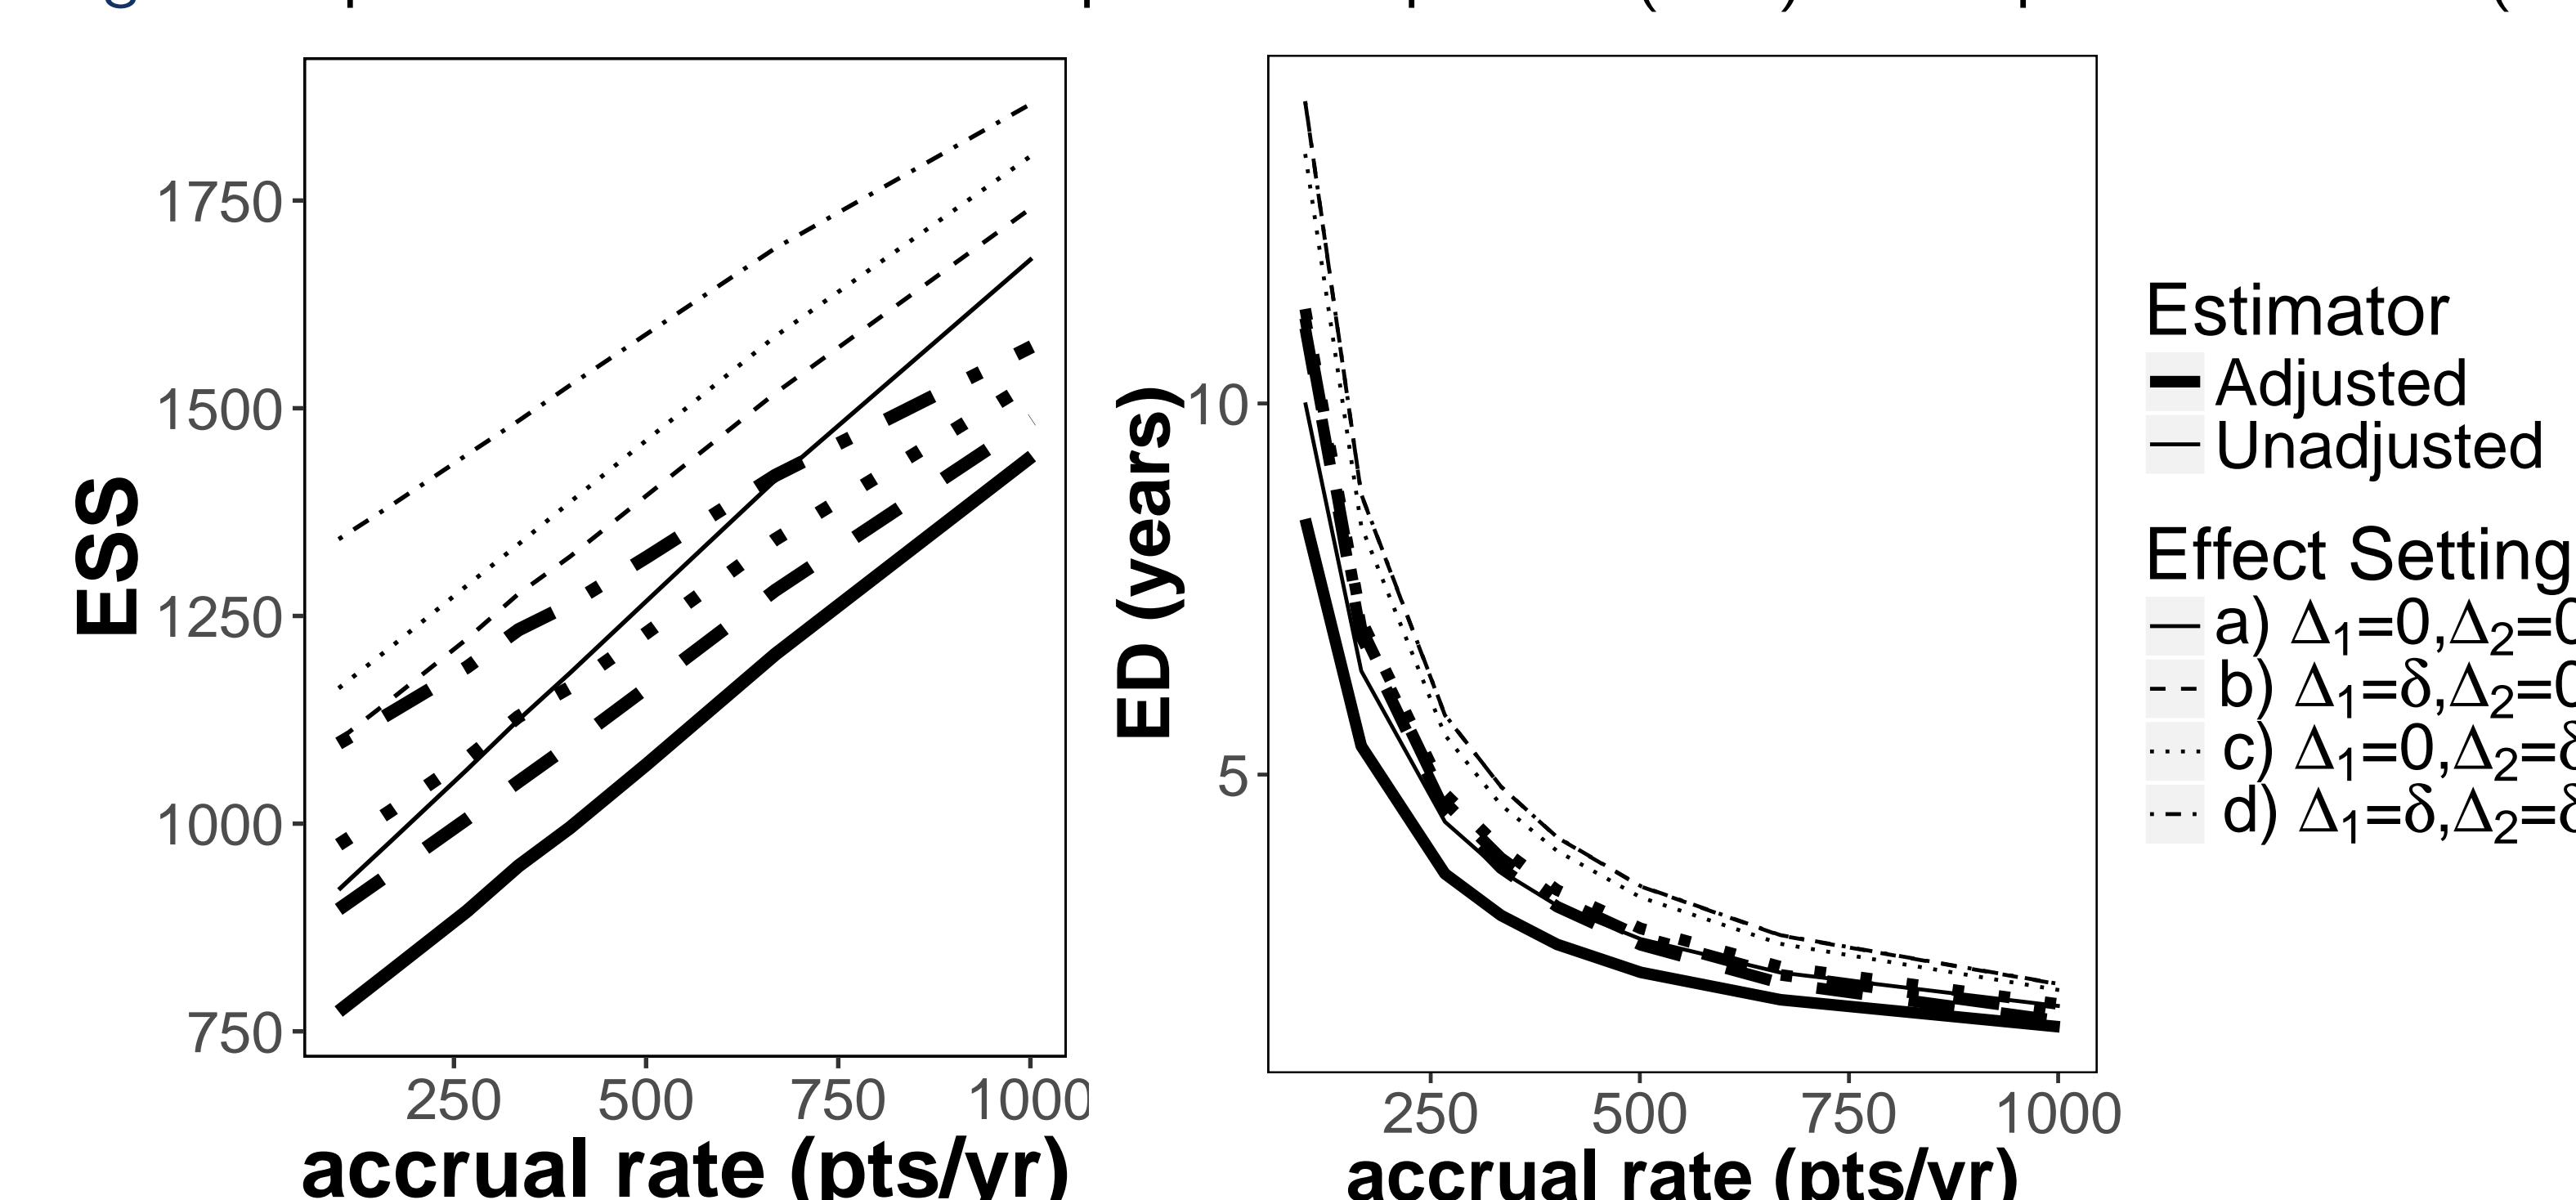 1750
1500
1250
1000
750
ESS
250 500 750 1000
accrual rate (pts/yr)
10
5
ED (years)
250 500 750 1000
accrual rate (pts/yr)
Estimator
Adjusted
Unadjusted
Effect Setting
a) Δ1=0,Δ2=0
b) Δ1=δ,Δ2=0
c) Δ1=0,Δ2=δ
d) Δ1=δ,Δ2=δ